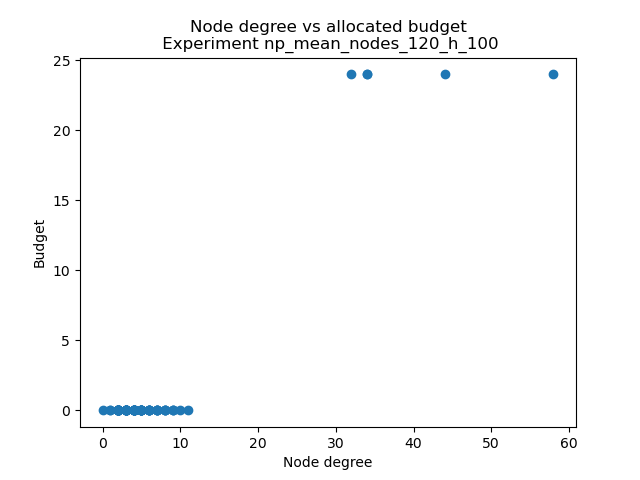 Node degree vs allocated budget
Experiment np_mean_nodes_120_h_100
25
20
15
10
5
0
Budget
0 10 20 30 40 50 60
Node degree